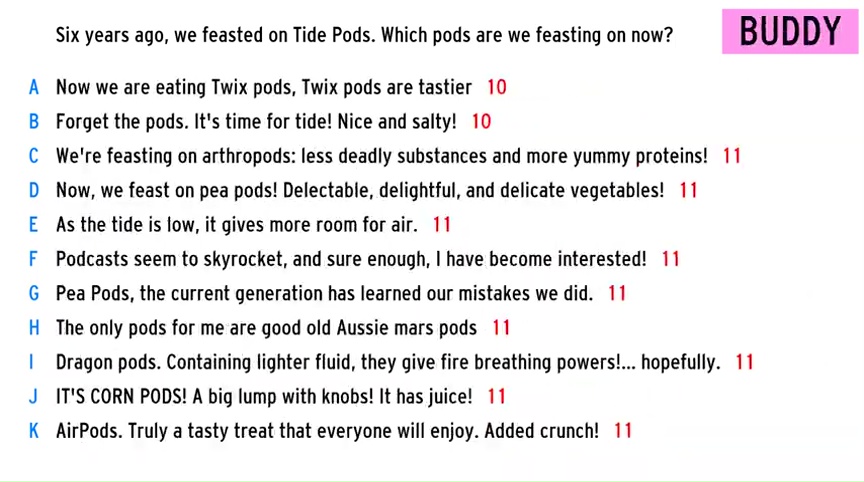 Six years ago, we feasted on Tide Pods. Which pods are we feasting on now?
BUDDY
A Now we are eating Twix pods, Twix pods are tastier 10
B Forget the pods. It's time for tide! Nice and salty! 10
C We're feasting on arthropods: less deadly substances and more yummy proteins! 11
D Now, we feast on pea pods! Delectable, delightful, and delicate vegetables! 11
E As the tide is low, it gives more room for air. 11
F Podcasts seem to skyrocket, and sure enough, I have become interested! 11
G Pea Pods, the current generation has learned our mistakes we did. 11
H The only pods for me are good old Aussie mars pods 11
I Dragon pods. Containing lighter fluid, they give fire breathing powers!... hopefully. 11
J IT'S CORN PODS! A big lump with knobs! It has juice! 11
K AirPods. Truly a tasty treat that everyone will enjoy. Added crunch! 11